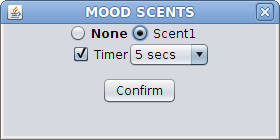 MOOD SCENTS
None Scent1
Timer 5 secs
Confirm